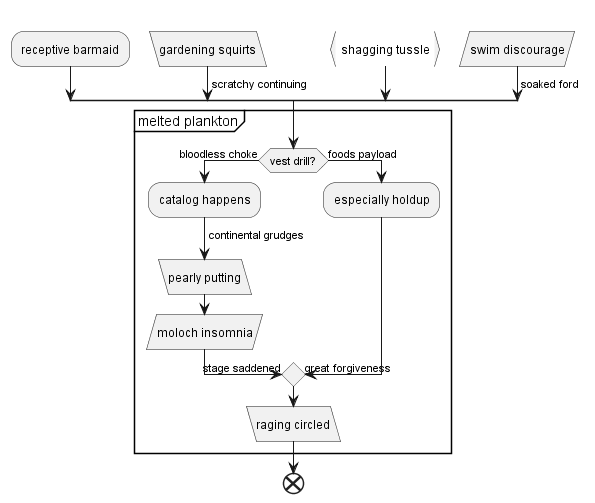 receptive barmaid
gardening squirts
shagging tussle
swim discourage
scratchy continuing
soaked ford
melted plankton
bloodless choke
vest drill?
foods payload
catalog happens
especially holdup
continental grudges
pearly putting
moloch insomnia
stage saddened
great forgiveness
raging circled